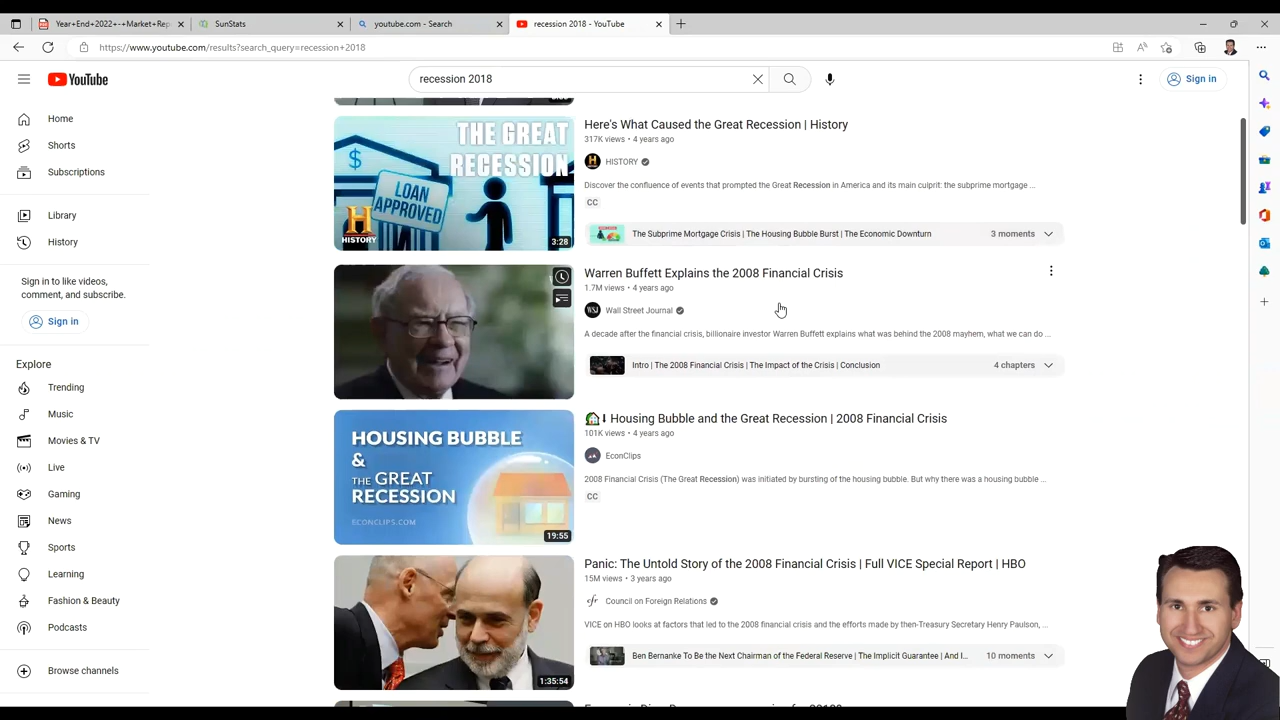 Year+End+2022+-+Market+Rep
SunStats
youtube.com - Search
recession 2018 - YouTube
https://www.youtube.com/results?search_query=recession+2018
YouTube
recession 2018
Sign in
Home
Shorts
Subscriptions
Library
History
Sign in to like videos,
comment, and subscribe.
Sign in
Explore
Trending
Music
Movies & TV
Live
Gaming
News
Sports
Learning
Fashion & Beauty
Podcasts
Browse channels
THE GREAT
RECESSION
$
LOAN
APPROVED
H
HISTORY
3:28
Here's What Caused the Great Recession | History
317K views • 4 years ago
HISTORY
Discover the confluence of events that prompted the Great Recession in America and its main culprit: the subprime mortgage ...
CC
The Subprime Mortgage Crisis | The Housing Bubble Burst | The Economic Downturn
3 moments
Warren Buffett Explains the 2008 Financial Crisis
1.7M views • 4 years ago
WSJ
Wall Street Journal
A decade after the financial crisis, billionaire investor Warren Buffett explains what was behind the 2008 mayhem, what we can do ...
Intro | The 2008 Financial Crisis | The Impact of the Crisis | Conclusion
4 chapters
HOUSING BUBBLE
&
THE GREAT
RECESSION
ECONCLIPS.COM
19:55
Housing Bubble and the Great Recession | 2008 Financial Crisis
101K views • 4 years ago
EconClips
2008 Financial Crisis (The Great Recession) was initiated by bursting of the housing bubble. But why there was a housing bubble ...
CC
1:35:54
Panic: The Untold Story of the 2008 Financial Crisis | Full VICE Special Report | HBO
15M views • 3 years ago
cfr
Council on Foreign Relations
VICE on HBO looks at factors that led to the 2008 financial crisis and the efforts made by then-Treasury Secretary Henry Paulson, ...
Ben Bernanke To Be the Next Chairman of the Federal Reserve | The Implicit Guarantee | And I...
10 moments